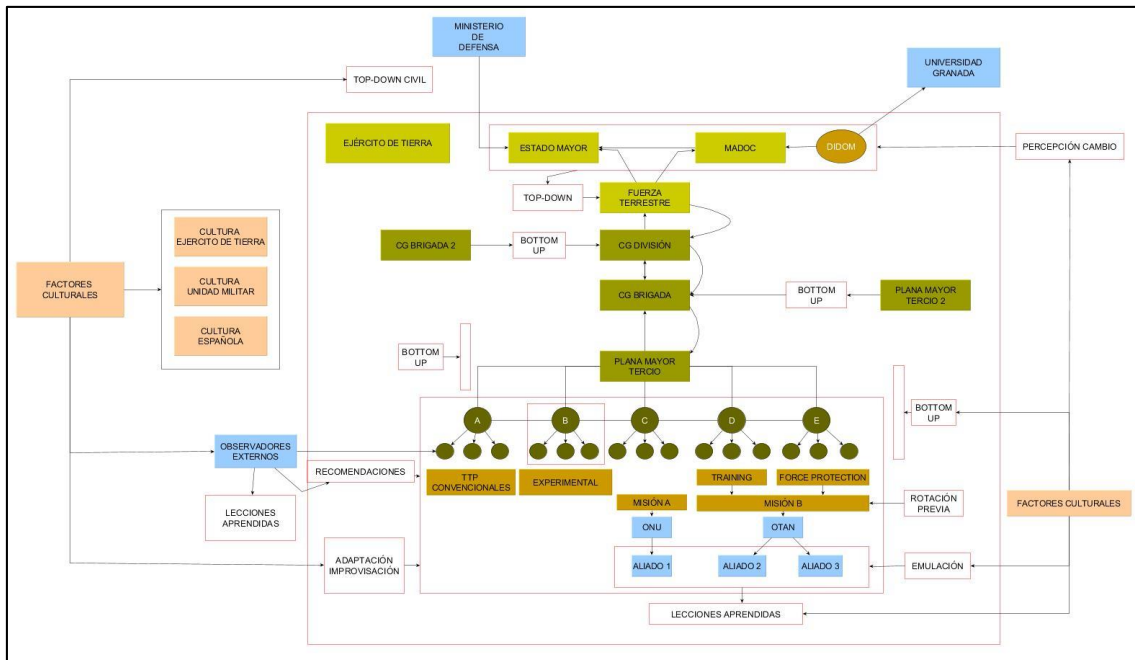 MINISTERIO
DE
DEFENSA
UNIVERSIDAD
GRANADA
TOP-DOWN CIVIL
EJÉRCITO DE TIERRA
ESTADO MAYOR
MADOC
DIDOM
PERCEPCIÓN CAMBIO
TOP-DOWN
FUERZA
TERRESTRE
CG BRIGADA 2
BOTTOM
UP
CG DIVISIÓN
CULTURA
EJERCITO DE TIERRA
CULTURA
UNIDAD MILITAR
CULTURA
ESPAÑOLA
FACTORES
CULTURALES
CG BRIGADA
BOTTOM
UP
PLANA MAYOR
TERCIO 2
BOTTOM
UP
PLANA MAYOR
TERCIO
A
B
C
D
E
BOTTOM
UP
OBSERVADORES
EXTERNOS
RECOMENDACIONES
LECCIONES
APRENDIDAS
TTP
CONVENCIONALES
EXPERIMENTAL
TRAINING
FORCE PROTECTION
MISIÓN A
MISIÓN B
ROTACIÓN
PREVIA
FACTORES CULTURALES
ONU
OTAN
ADAPTACIÓN
IMPROVISACIÓN
ALIADO 1
ALIADO 2
ALIADO 3
EMULACIÓN
LECCIONES APRENDIDAS